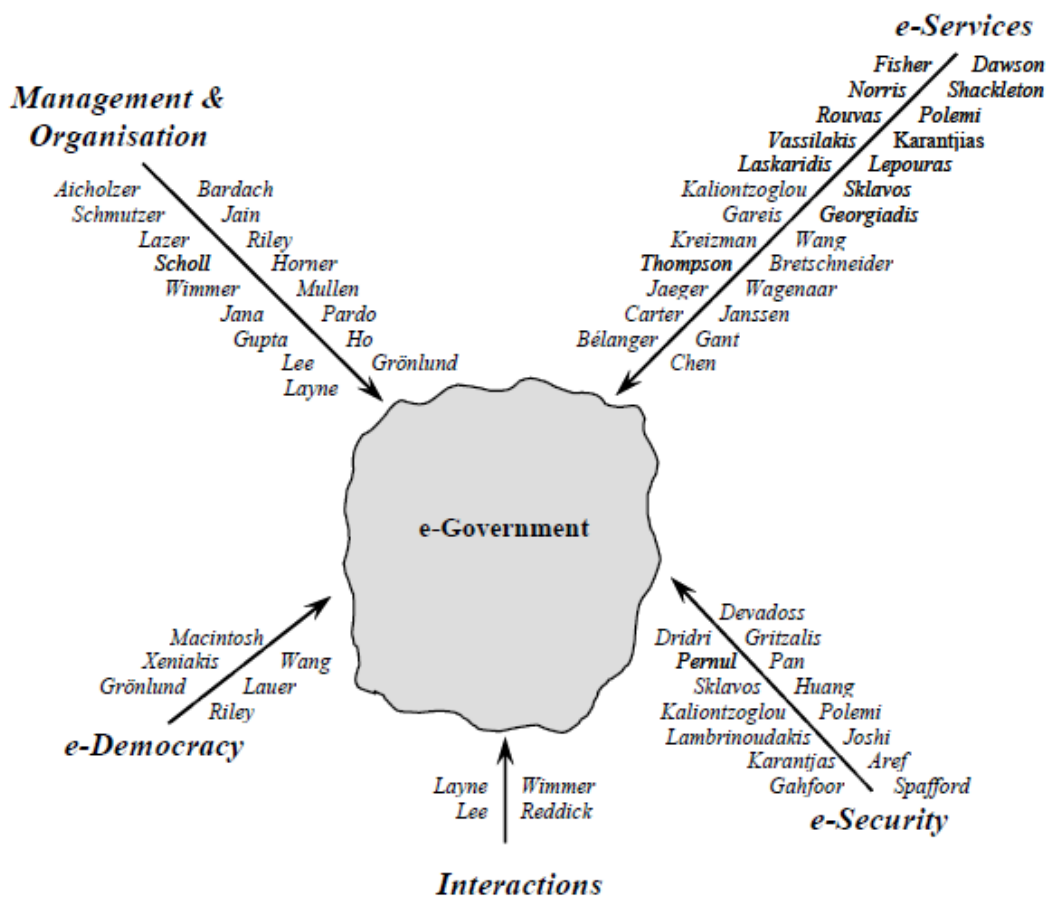 e-Services
Fisher Dawson
Norris Shackleton
Rouvas Polemi
Vassilakis Karantjias
Laskaridis Lepouras
Kaliontzoglou Sklavos
Gareis Georgiadis
Kreizman Wang
Thompson Bretschneider
Jaeger Wagenaar
Carter Janssen
Bélanger Gant
Chen
Management &
Organisation
Aicholzer Bardach
Schmutzer Jain
Lazer Riley
Scholl Horner
Wimmer Mullen
Jana Pardo
Gupta Ho
Lee Grönlund
Layne
e-Government
Macintosh
Xeniakis Wang
Grönlund Lauer
Riley
e-Democracy
Devadoss
Dridri Gritzalis
Pernul Pan
Sklavos Huang
Kaliontzoglou Polemi
Lambrinoudakis Joshi
Karantjas Aref
Gahfoor Spafford
e-Security
Layne Wimmer
Lee Reddick
Interactions